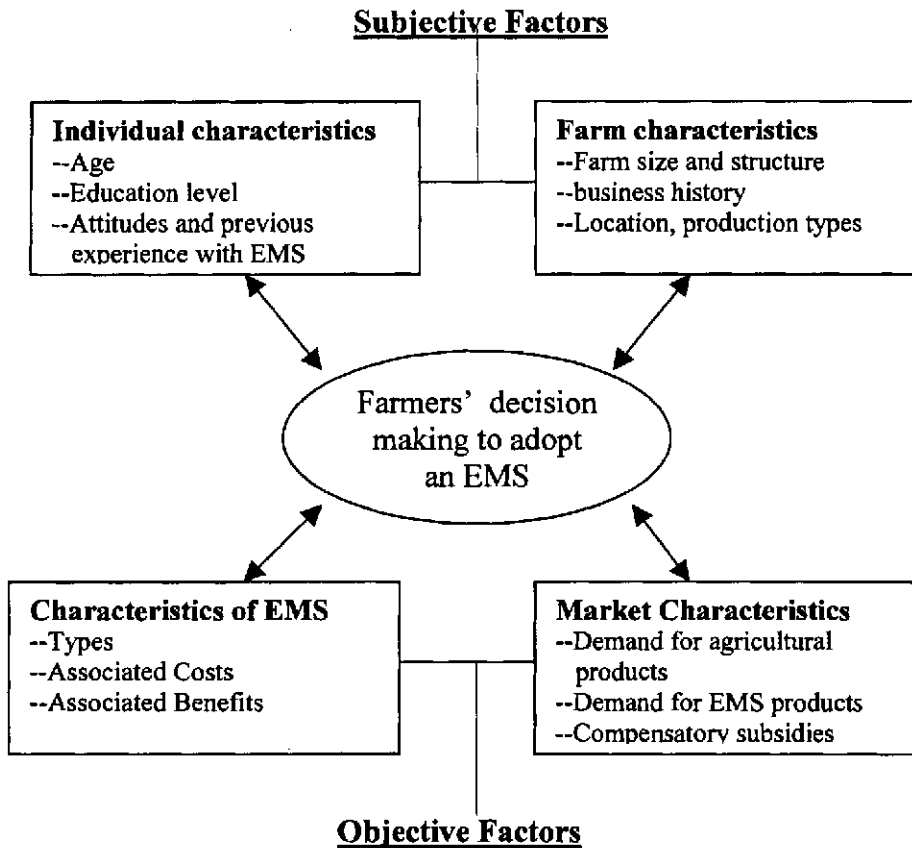 Subjective Factors
Individual characteristics
--Age
--Education level
--Attitudes and previous
experience with EMS
Farm characteristics
--Farm size and structure
--business history
--Location, production types
Farmers' decision
making to adopt
an EMS
Characteristics of EMS
--Types
--Associated Costs
--Associated Benefits
Market Characteristics
--Demand for agricultural
products
--Demand for EMS products
--Compensatory subsidies
Objective Factors